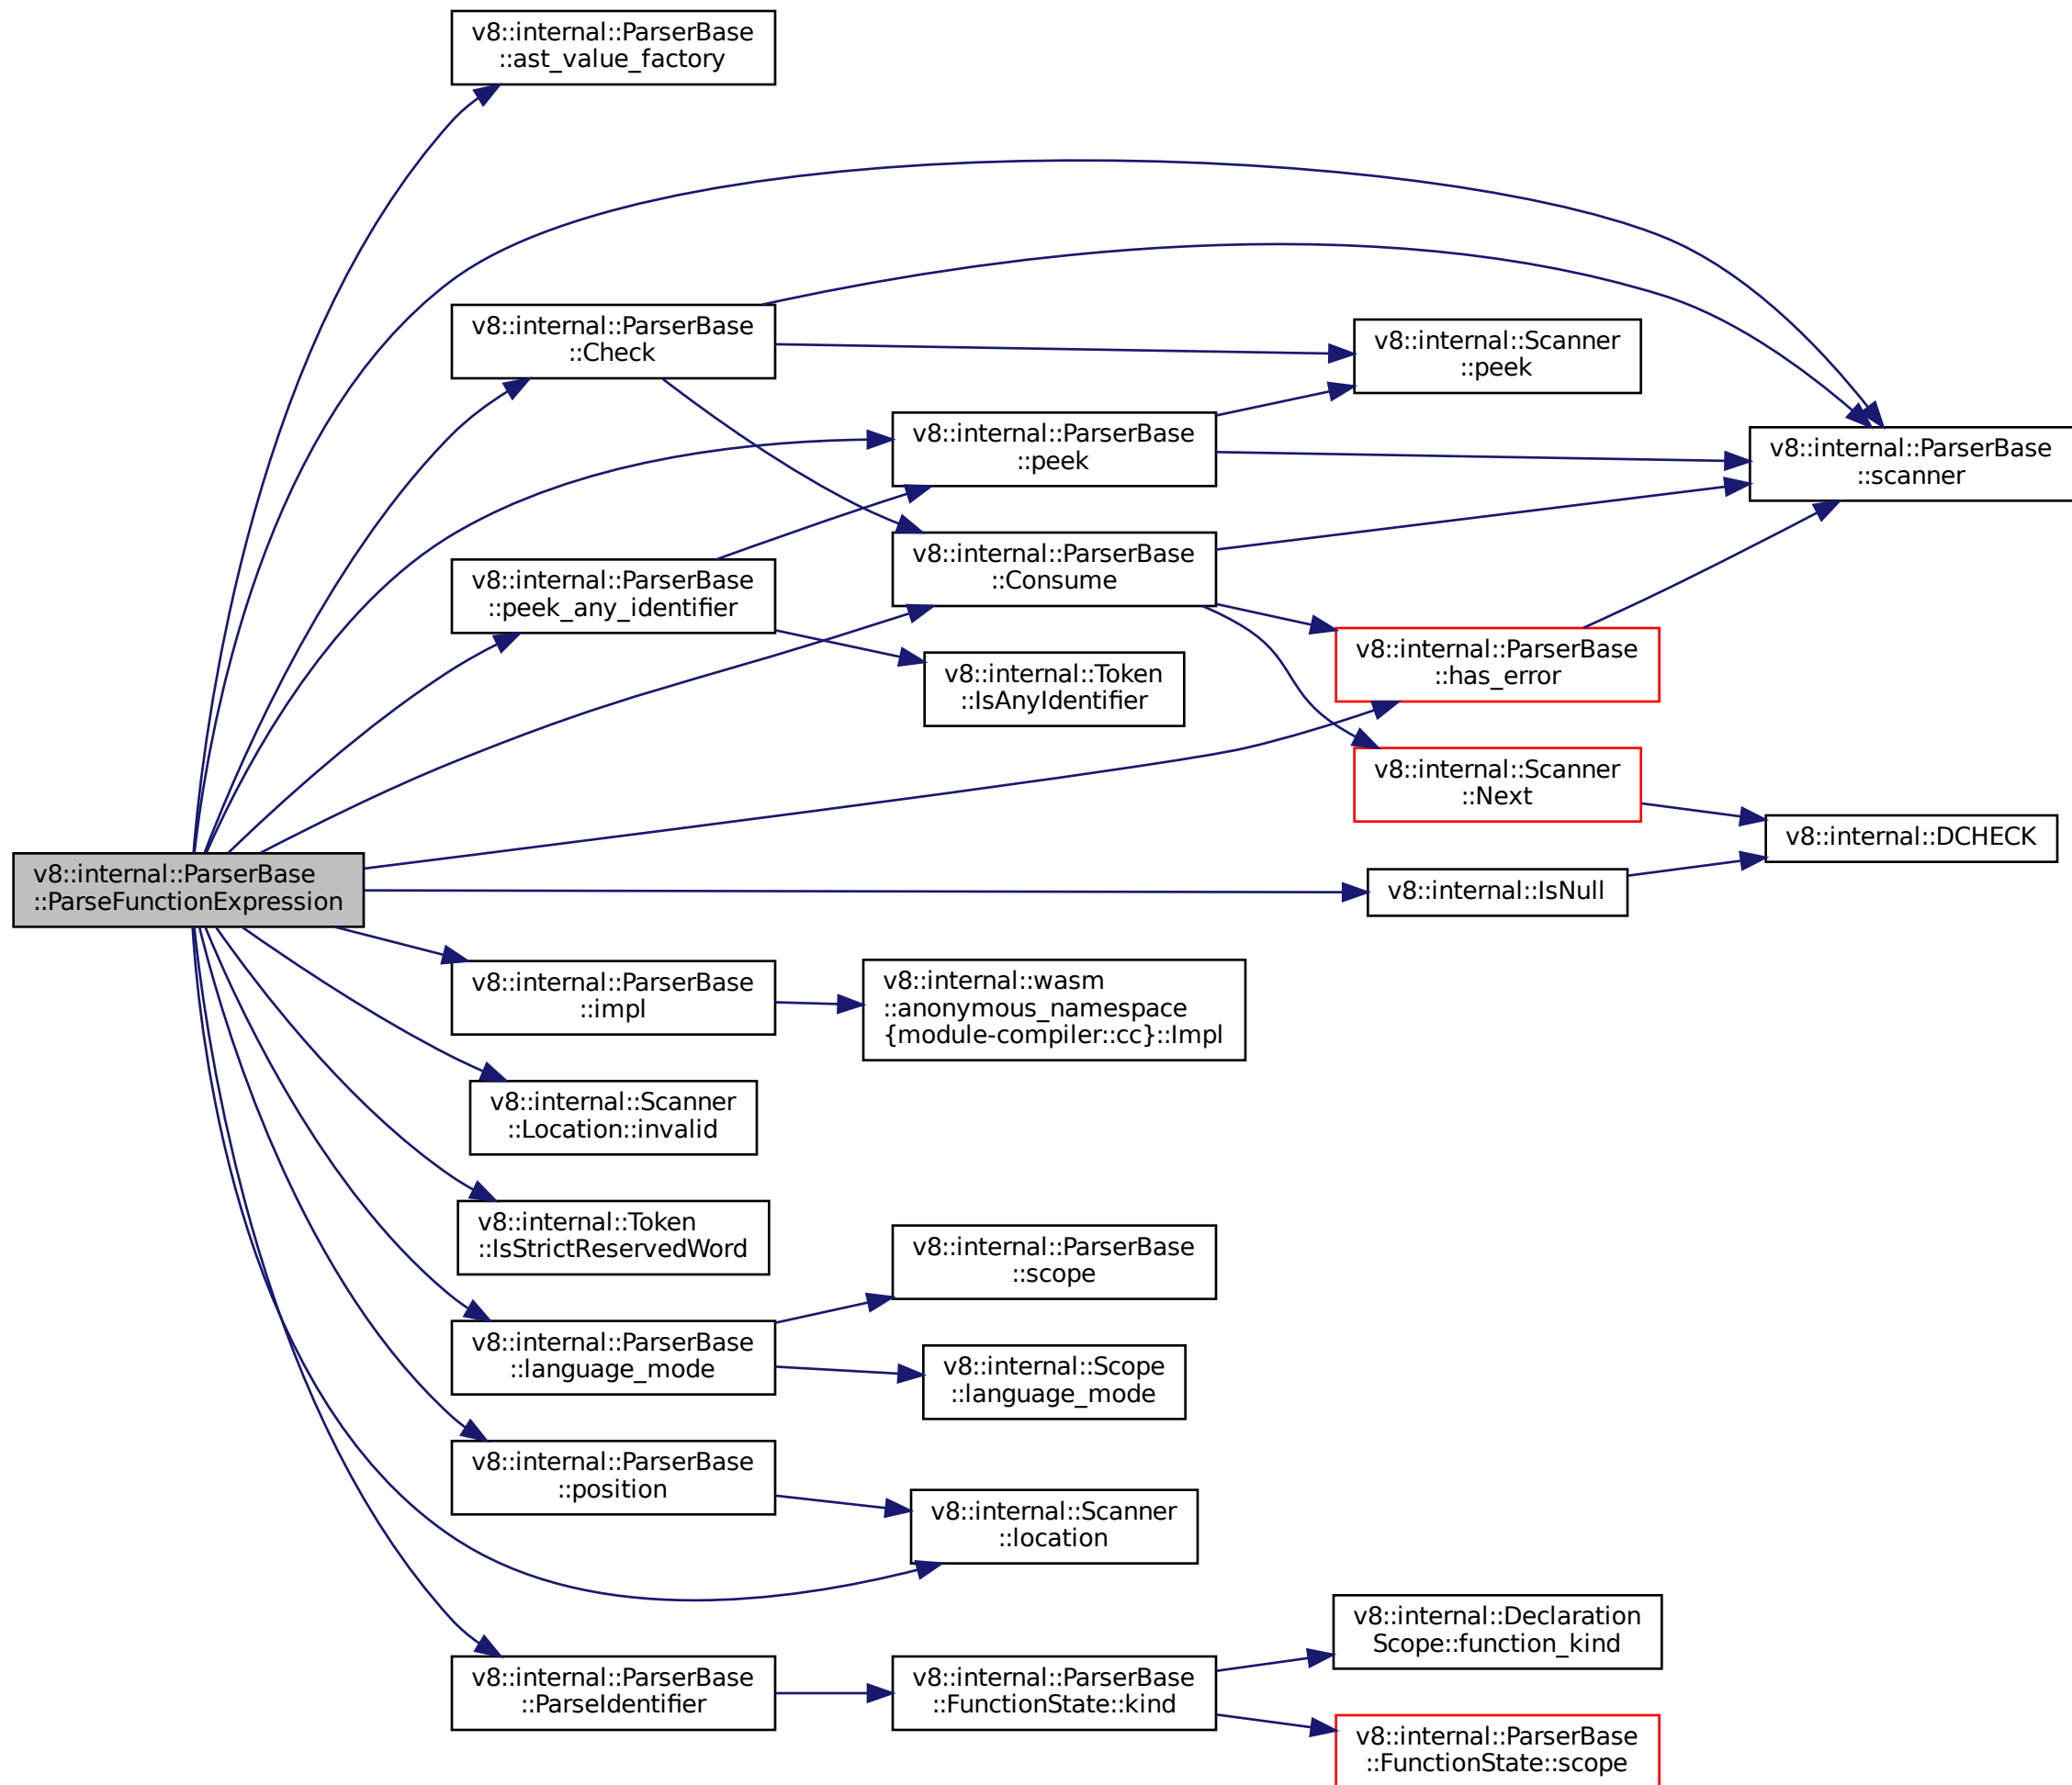 v8::internal::ParserBase
::ast_value_factory
v8::internal::ParserBase
::Check
v8::internal::Scanner
::peek
v8::internal::ParserBase
::peek
v8::internal::ParserBase
::scanner
v8::internal::ParserBase
::Consume
v8::internal::ParserBase
::peek_any_identifier
v8::internal::ParserBase
::has_error
v8::internal::Token
::IsAnyIdentifier
v8::internal::Scanner
::Next
v8::internal::DCHECK
v8::internal::ParserBase
::ParseFunctionExpression
v8::internal::IsNull
v8::internal::ParserBase
::impl
v8::internal::wasm
::anonymous_namespace
{module-compiler::cc}::Impl
v8::internal::Scanner
::Location::invalid
v8::internal::Token
::IsStrictReservedWord
v8::internal::ParserBase
::scope
v8::internal::ParserBase
::language_mode
v8::internal::Scope
::language_mode
v8::internal::ParserBase
::position
v8::internal::Scanner
::location
v8::internal::Declaration
Scope::function_kind
v8::internal::ParserBase
::ParseIdentifier
v8::internal::ParserBase
::FunctionState::kind
v8::internal::ParserBase
::FunctionState::scope